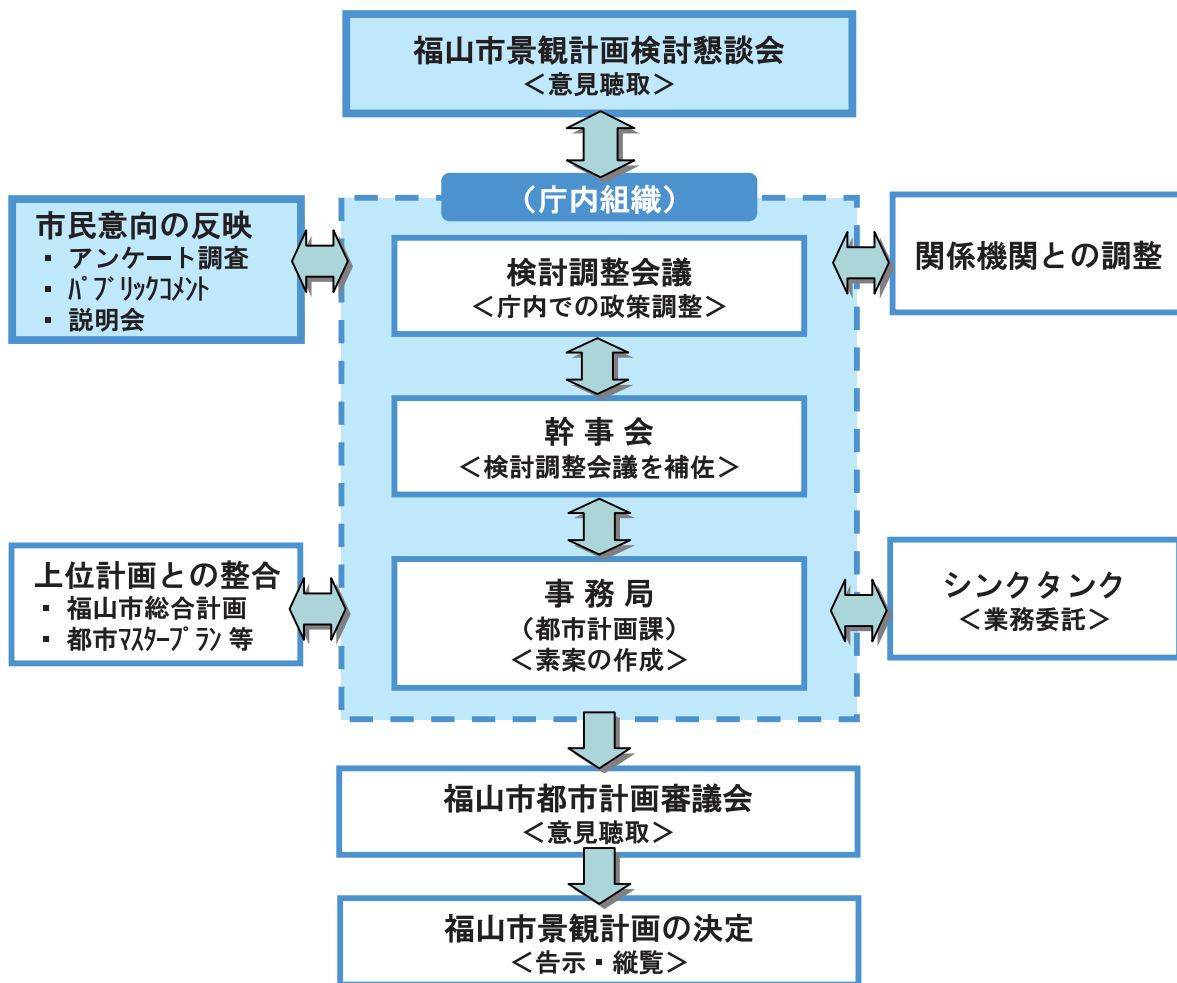 福山市景観計画検討懇談会
＜意見聴取＞
（庁内組織）
市民意向の反映
・ アンケート調査
・ ﾊﾟﾌﾞﾘｯｸｺﾒﾝﾄ
・ 説明会
検討調整会議
＜庁内での政策調整＞
関係機関との調整
幹 事 会
＜検討調整会議を補佐＞
上位計画との整合
・ 福山市総合計画
・ 都市ﾏｽﾀｰﾌﾟﾗﾝ等
事 務 局
（都市計画課）
＜素案の作成＞
シンクタンク
＜業務委託＞
福山市都市計画審議会
＜意見聴取＞
福山市景観計画の決定
＜告示・縦覧＞